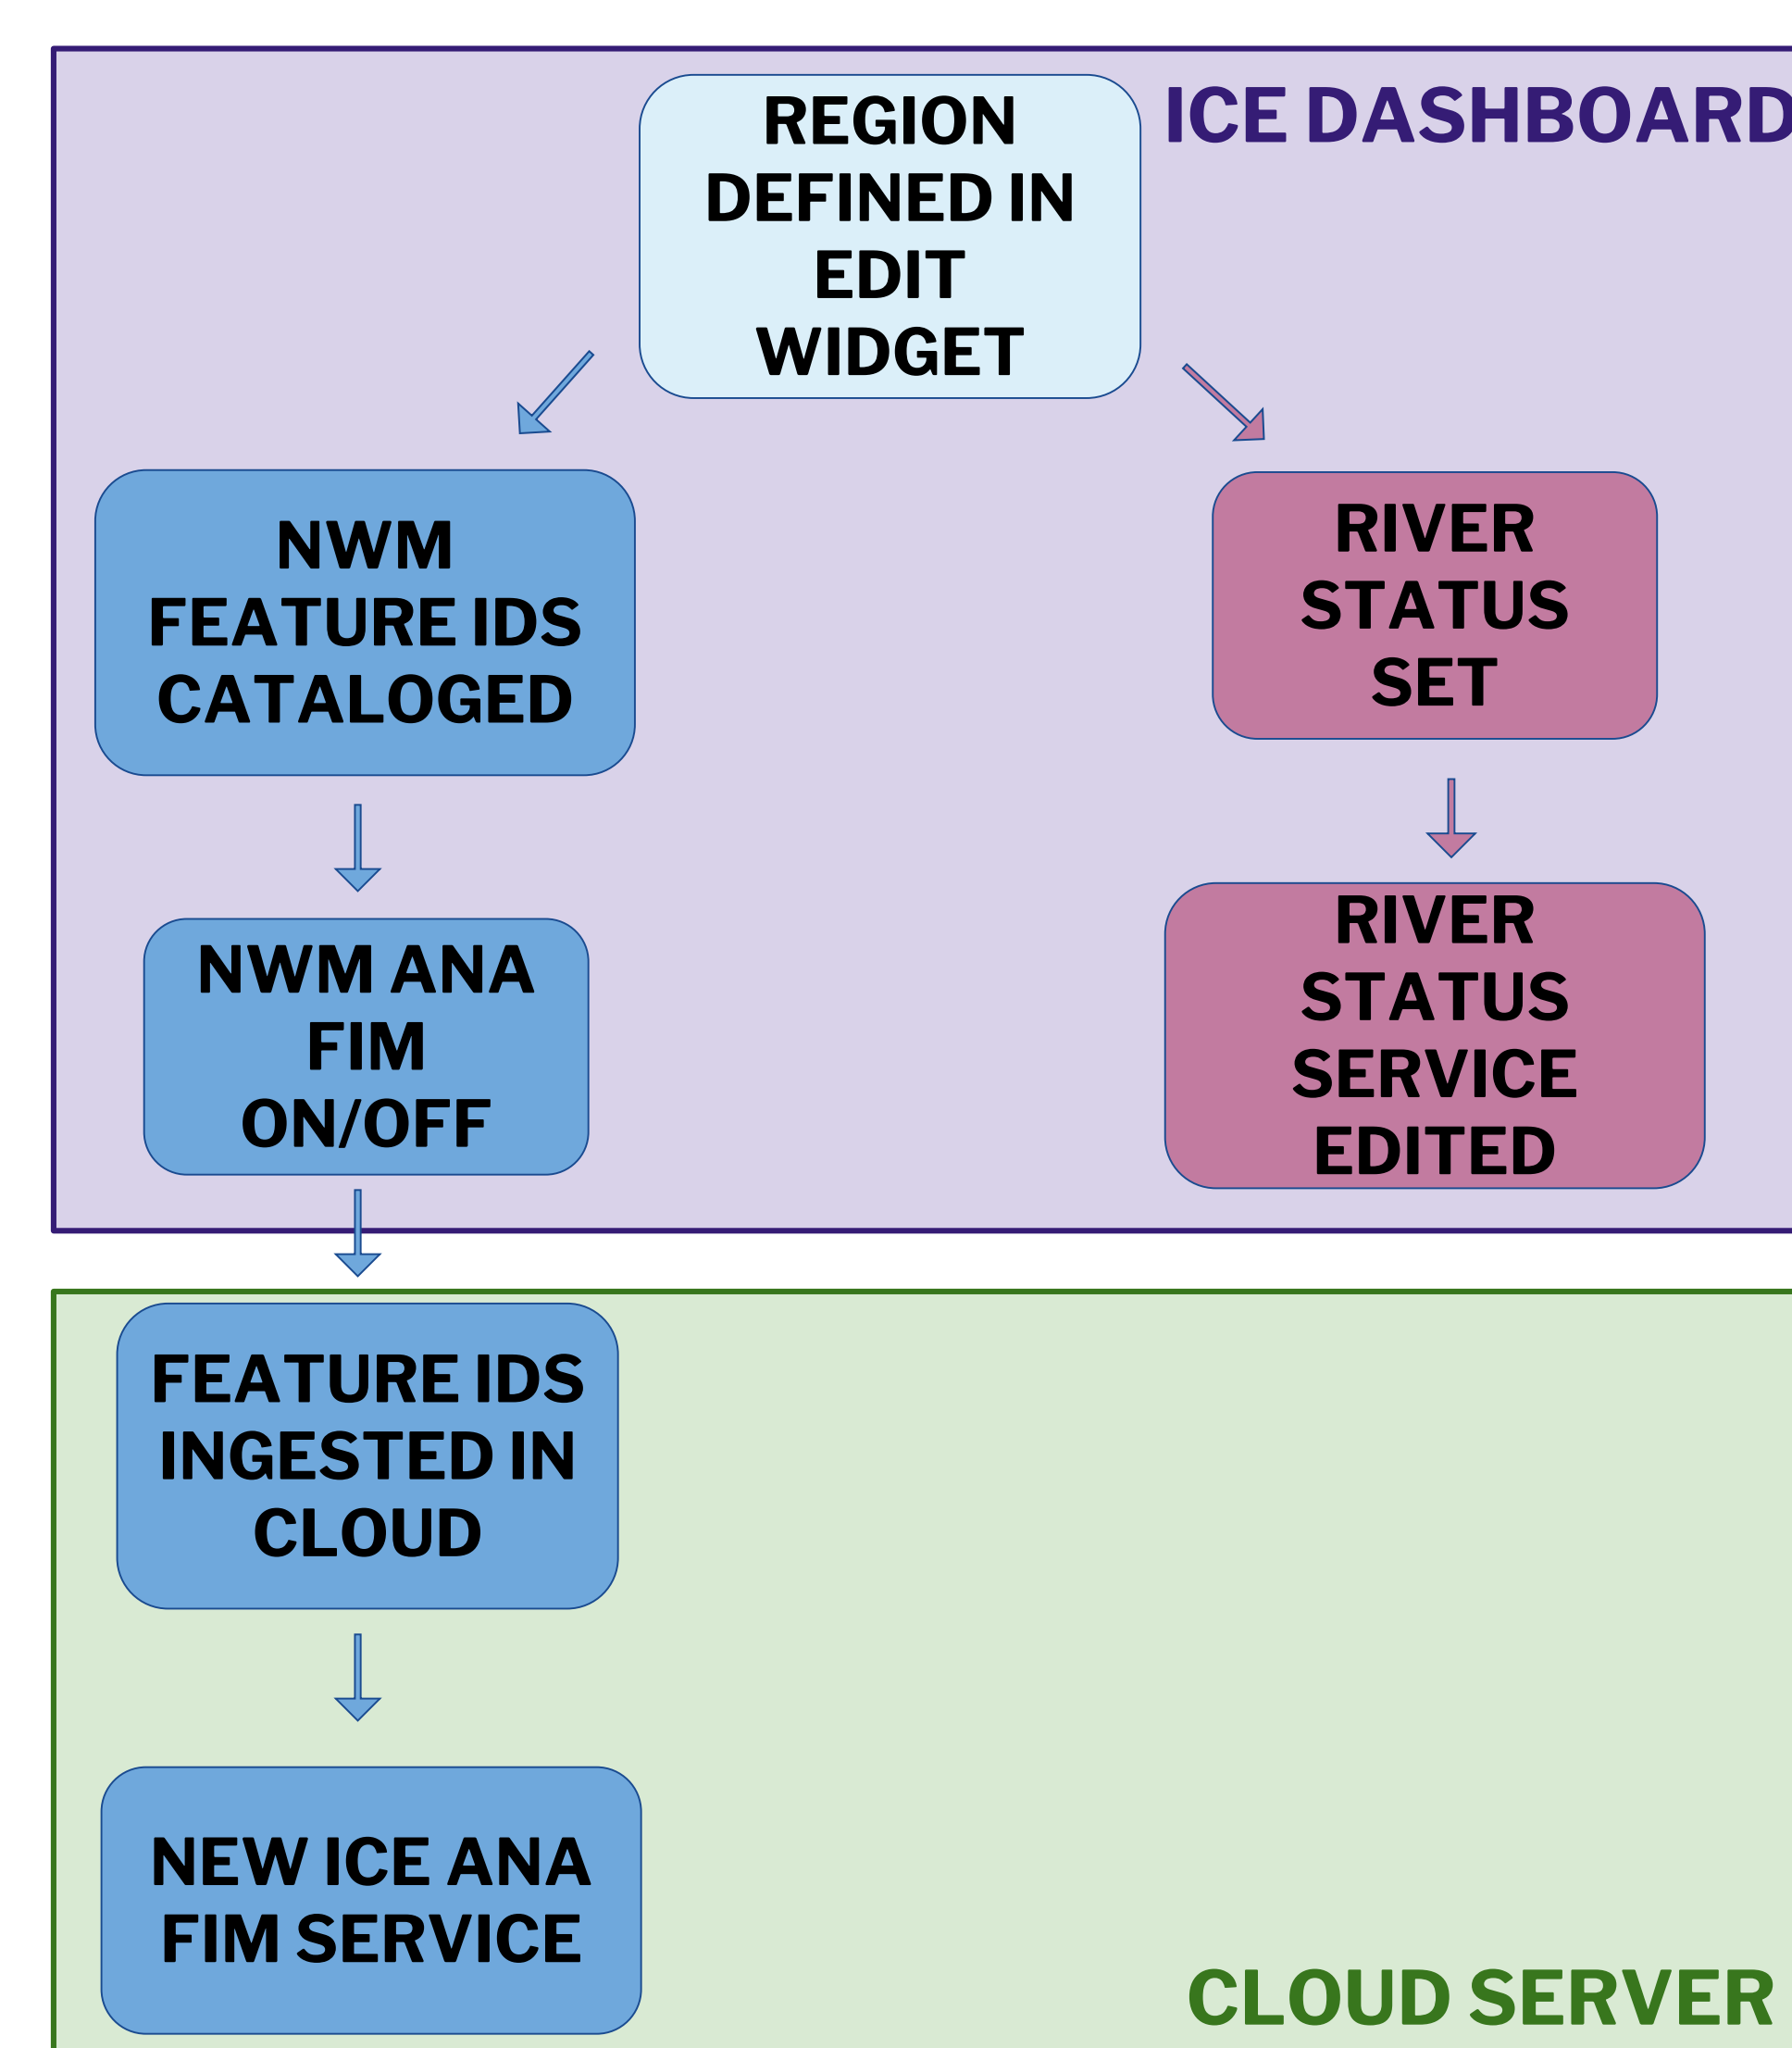 REGION
DEFINED IN
EDIT
WIDGET
ICE DASHBOARD
NWM
FEATURE IDS
CATALOGED
RIVER
STATUS
SET
NWM ANA
FIM
ON/OFF
RIVER
STATUS
SERVICE
EDITED
FEATURE IDS
INGESTED IN
CLOUD
NEW ICE ANA
FIM SERVICE
CLOUD SERVER